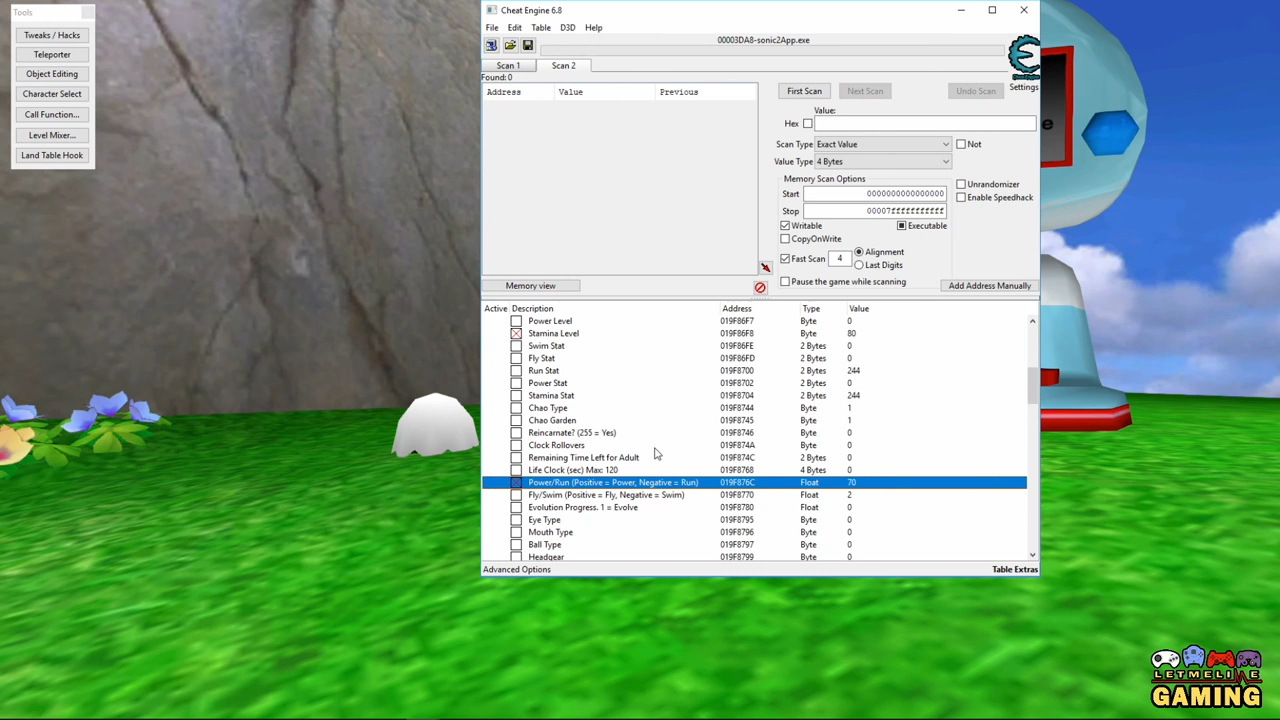 Tools
Tweaks / Hacks
Teleporter
Object Editing
Character Select
Call Function...
Level Mixer...
Land Table Hook
Cheat Engine 6.8
File Edit Table D3D Help
00003DA8-sonic2App.exe
Scan 1 Scan 2
Found: 0
Address Value Previous
First Scan Next Scan Undo Scan Settings
Value:
Hex
Scan Type Exact Value Not
Value Type 4 Bytes
Memory Scan Options
Start 0000000000000000
Stop 00007fffffffffff
Unrandomizer
Enable Speedhack
Writable Executable
CopyOnWrite
Fast Scan 4 Alignment
Last Digits
Pause the game while scanning
Memory view Add Address Manually
Active Description Address Type Value
Power Level 019F86F7 Byte 0
Stamina Level 019F86F8 Byte 80
Swim Stat 019F86FE 2 Bytes 0
Fly Stat 019F86FD 2 Bytes 0
Run Stat 019F8700 2 Bytes 244
Power Stat 019F8702 2 Bytes 0
Stamina Stat 019F8704 2 Bytes 244
Chao Type 019F8744 Byte 1
Chao Garden 019F8745 Byte 1
Reincarnate? (255 = Yes) 019F8746 Byte 0
Clock Rollovers 019F874A Byte 0
Remaining Time Left for Adult 019F874C 2 Bytes 0
Life Clock (sec) Max: 120 019F8768 4 Bytes 0
Power/Run (Positive = Power, Negative = Run) 019F876C Float 70
Fly/Swim (Positive = Fly, Negative = Swim) 019F8770 Float 2
Evolution Progress. 1 = Evolve 019F8780 Float 0
Eye Type 019F8795 Byte 0
Mouth Type 019F8796 Byte 0
Ball Type 019F8797 Byte 0
Headgear 019F8799 Byte 0
Advanced Options Table Extras
e
LETMELIVE
GAMING